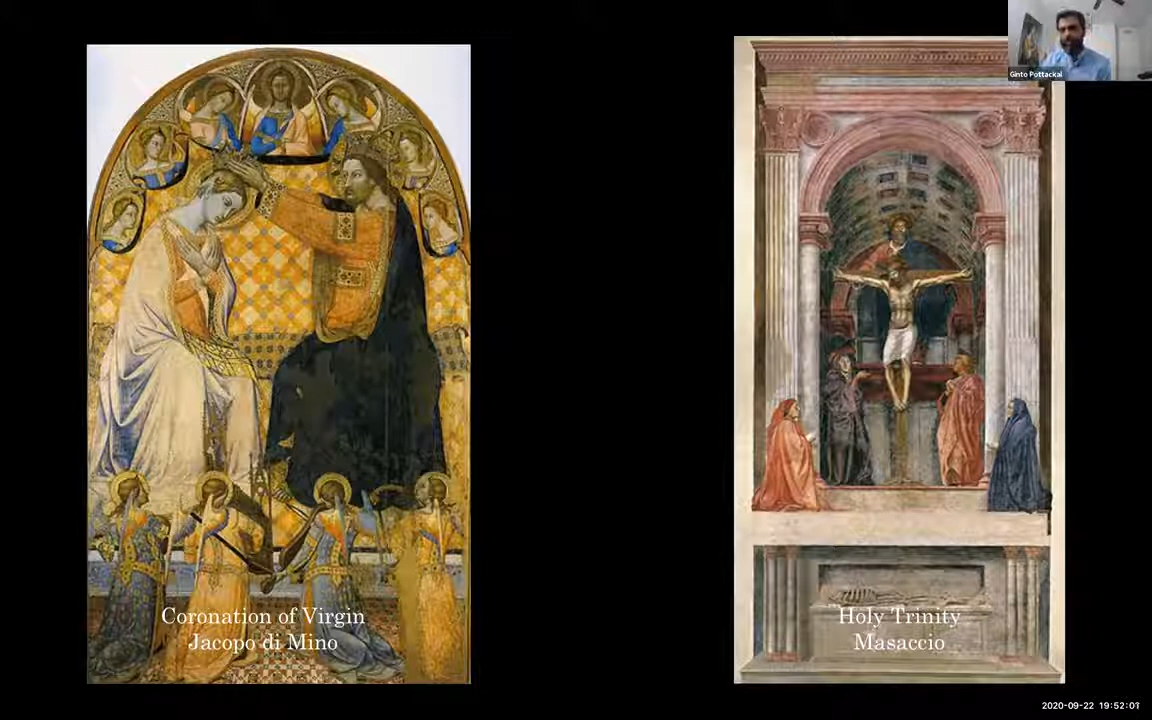 Ginto Pottackal
Coronation of Virgin
Jacopo di Mino
Holy Trinity
Masaccio
2020-09-22 19:52:01